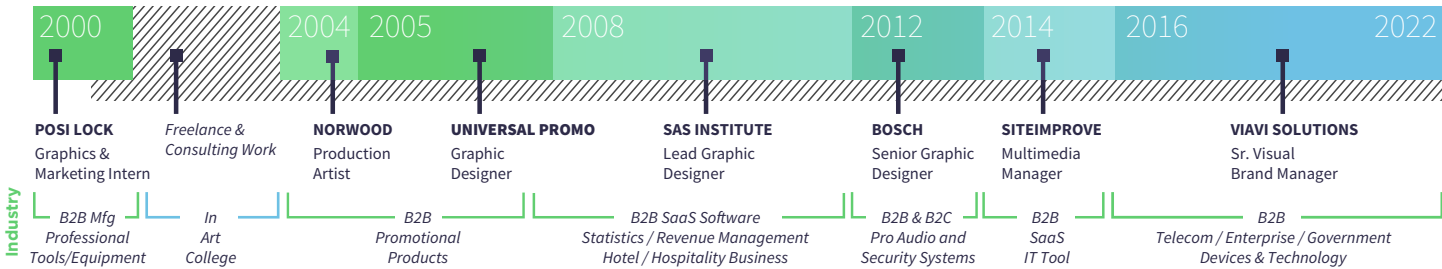 2000
2004
2005
2008
2012
2014
2016
2022
POSI LOCK
Graphics &
Marketing Intern
Freelance &
Consulting Work
NORWOOD
Production
Artist
UNIVERSAL PROMO
Graphic
Designer
SAS INSTITUTE
Lead Graphic
Designer
BOSCH
Senior Graphic
Designer
SITEIMPROVE
Multimedia
Manager
VIAVI SOLUTIONS
Sr. Visual
Brand Manager
Industry
B2B Mfg
Professional
Tools/Equipment
In
Art
College
B2B
Promotional
Products
B2B SaaS Software
Statistics / Revenue Management
Hotel / Hospitality Business
B2B & B2C
Pro Audio and
Security Systems
B2B
SaaS
IT Tool
B2B
Telecom / Enterprise / Government
Devices & Technology